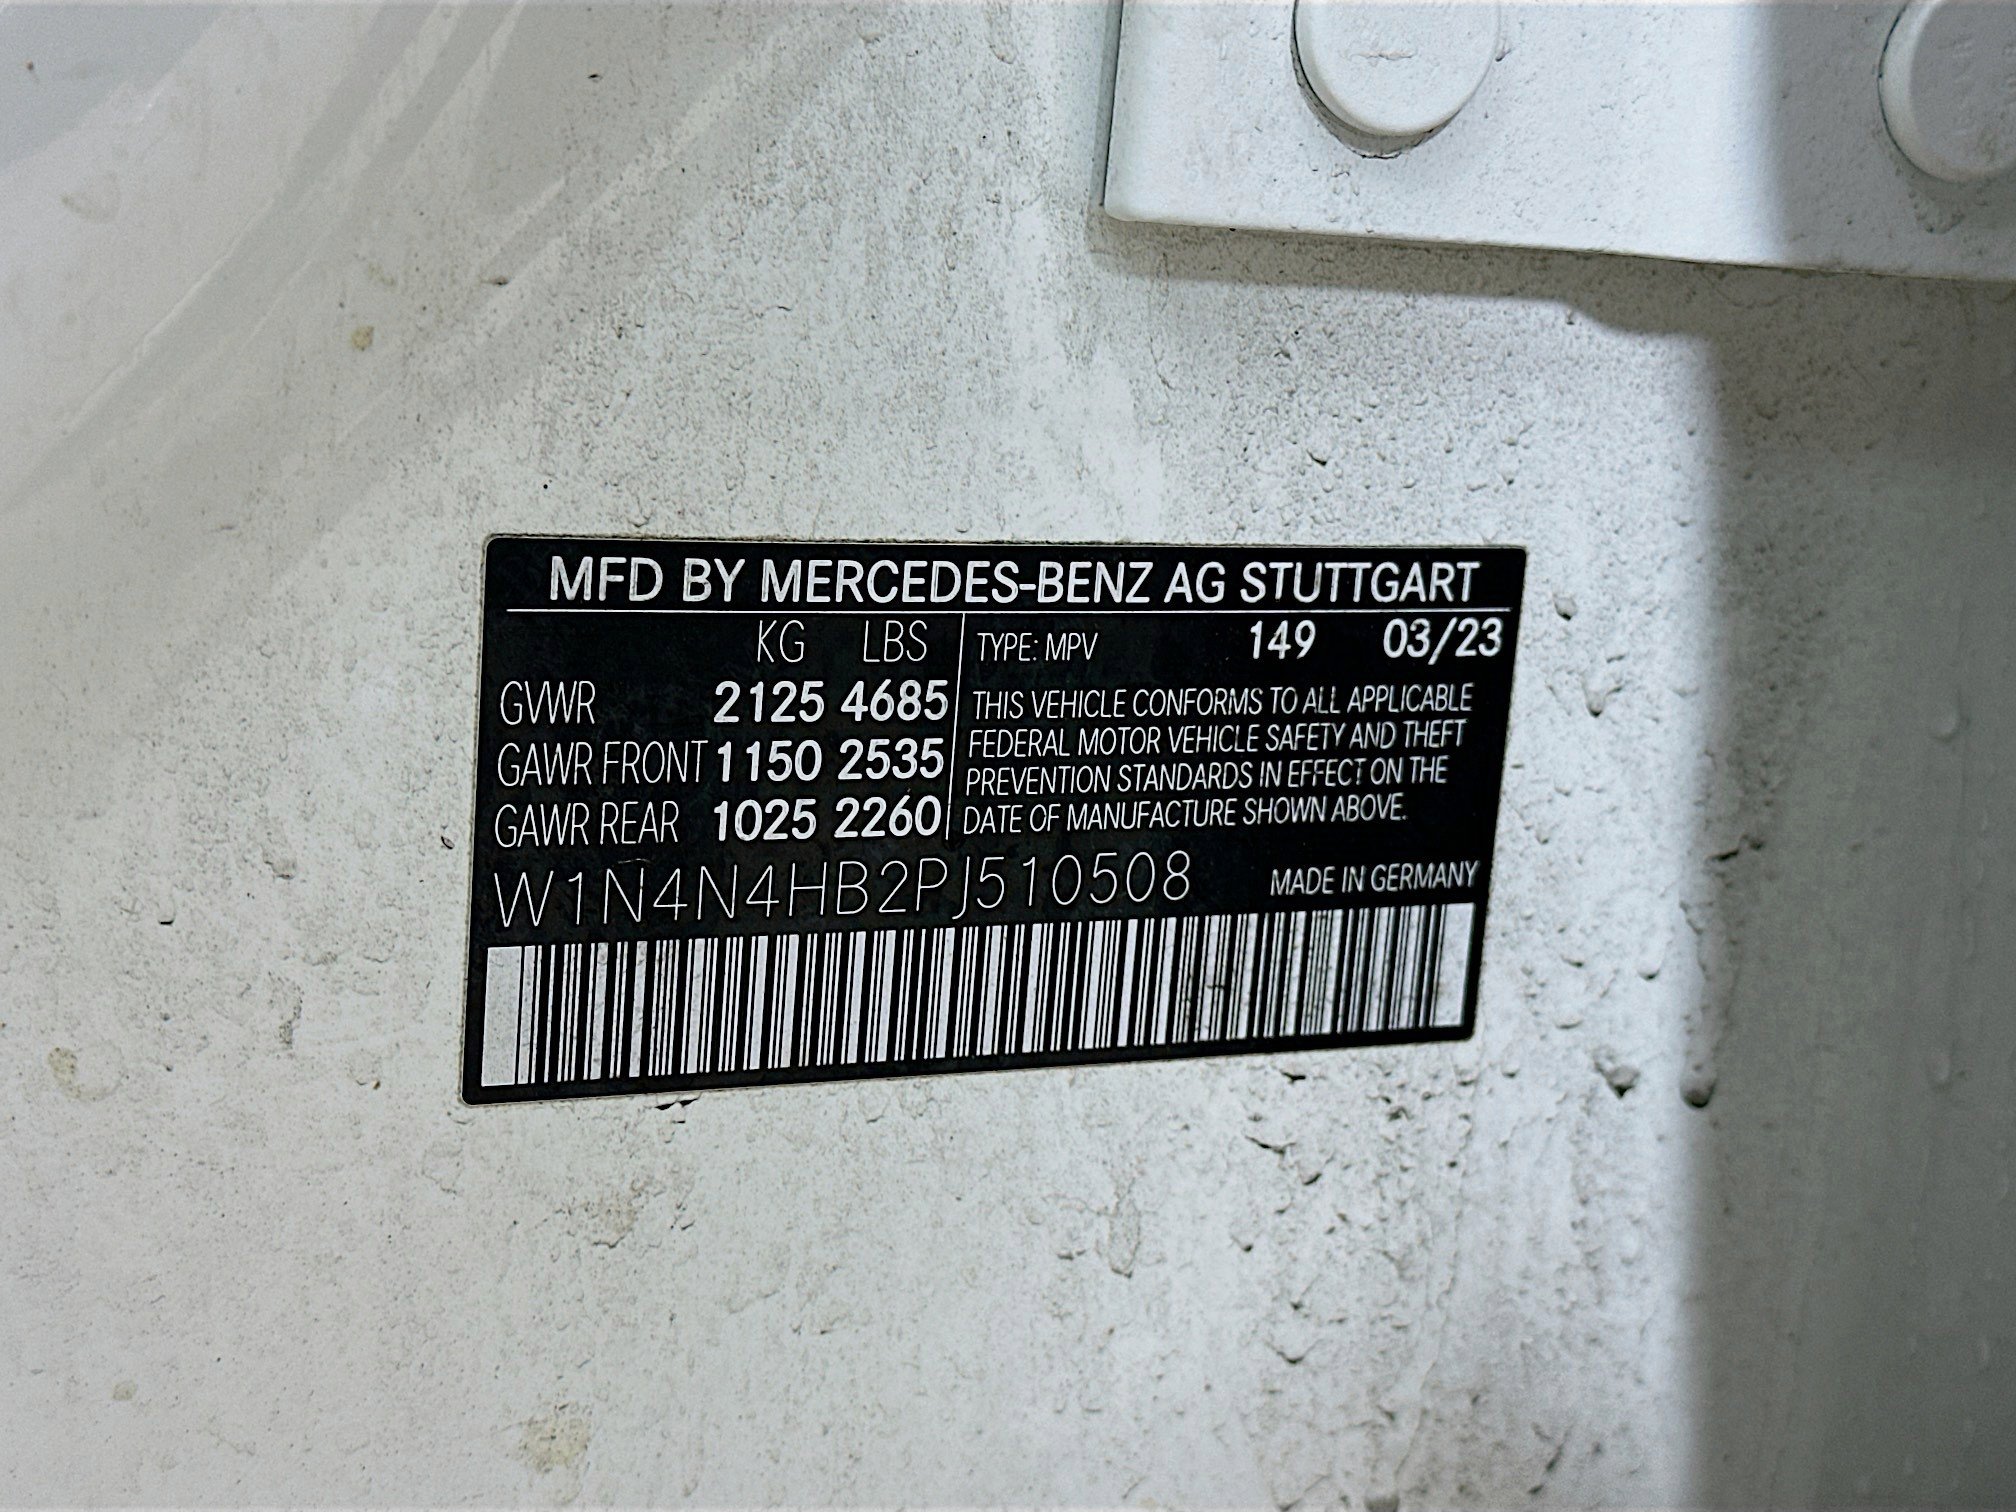 MFD BY MERCEDES-BENZ AG STUTTGART
KG LBS
GVWR 2125 4685
GAWR FRONT 1150 2535
GAWR REAR 1025 2260
TYPE: MPV 149 03/23
THIS VEHICLE CONFORMS TO ALL APPLICABLE
FEDERAL MOTOR VEHICLE SAFETY AND THEFT
PREVENTION STANDARDS IN EFFECT ON THE
DATE OF MANUFACTURE SHOWN ABOVE.
W1N4N4HB2PJ510508
MADE IN GERMANY